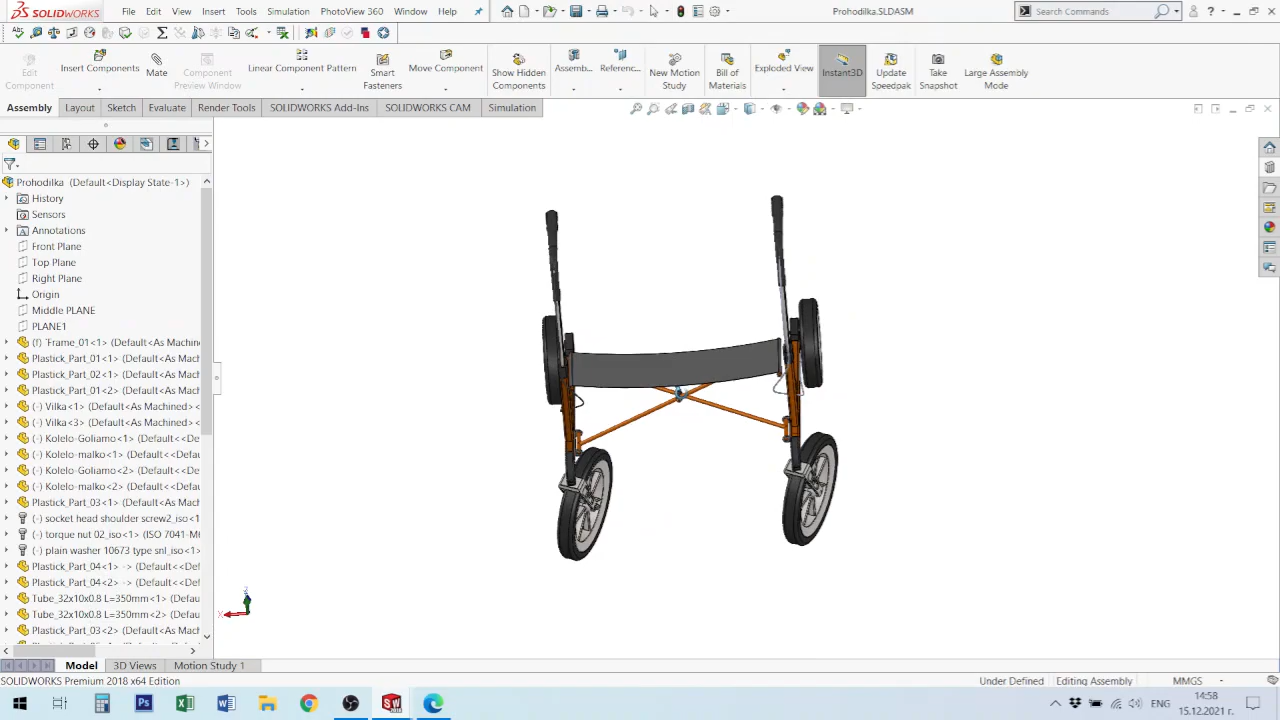 SOLIDWORKS File Edit View Insert Tools Simulation PhotoView 360 Window Help Prohodilka.SLDASM Search Commands
Edit Component
Insert Components
Mate
Component Preview Window
Linear Component Pattern
Smart Fasteners
Move Component
Show Hidden Components
Assemb...
Referenc...
New Motion Study
Bill of Materials
Exploded View
Instant3D
Update Speedpak
Take Snapshot
Large Assembly Mode
Assembly Layout Sketch Evaluate Render Tools SOLIDWORKS Add-Ins SOLIDWORKS CAM Simulation
Prohodilka (Default<Display State-1>)
History
Sensors
Annotations
Front Plane
Top Plane
Right Plane
Origin
Middle PLANE
PLANE1
(f) `Frame_01<1> (Default<As Machin
Plastick_Part_01<1> (Default<As Mach
Plastick_Part_02<1> (Default<As Mach
Plastick_Part_01<2> (Default<As Mach
(-) Vilka<1> (Default<As Machined><
(-) Vilka<3> (Default<As Machined><
(-) Kolelo-Goliamo<1> (Default<<De
(-) Kolelo-malko<1> (Default<<Defa
(-) Kolelo-Goliamo<2> (Default<<De
(-) Kolelo-malko<2> (Default<<Defa
Plastick_Part_03<1> (Default<As Mach
(-) socket head shoulder screw2_iso<1
(-) torque nut 02_iso<1> (ISO 7041-M
(-) plain washer 10673 type snl_iso<1>
Plastick_Part_04<1> -> (Default<<Def
Plastick_Part_04<2> -> (Default<<Def
Tube_32x10x0.8 L=350mm<1> (Defau
Tube_32x10x0.8 L=350mm<2> (Defau
Plastick_Part_03<2> (Default<As Mach
Z
X
Model 3D Views Motion Study 1
SOLIDWORKS Premium 2018 x64 Edition Under Defined Editing Assembly MMGS
ENG 14:58
15.12.2021 г.